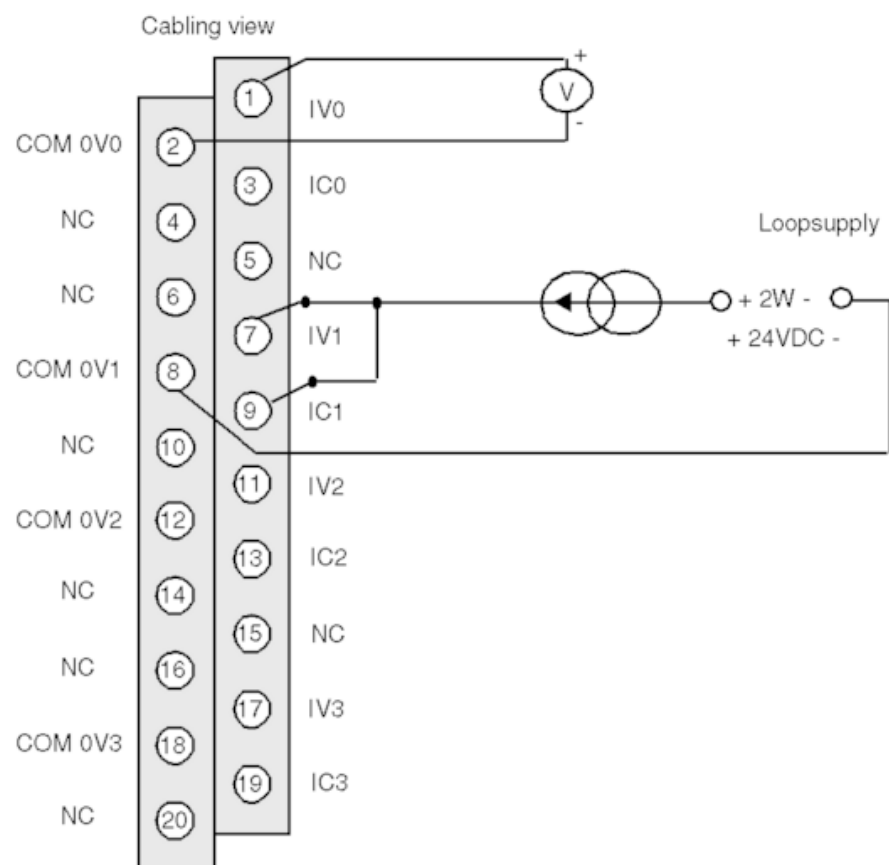 Cabling view
1
IV0
+
V
-
COM 0V0
2
3
IC0
NC
4
Loopsupply
5
NC
NC
6
+ 2W -
7
IV1
+ 24VDC -
COM 0V1
8
9
IC1
NC
10
11
IV2
COM 0V2
12
13
IC2
NC
14
15
NC
NC
16
17
IV3
COM 0V3
18
19
IC3
NC
20